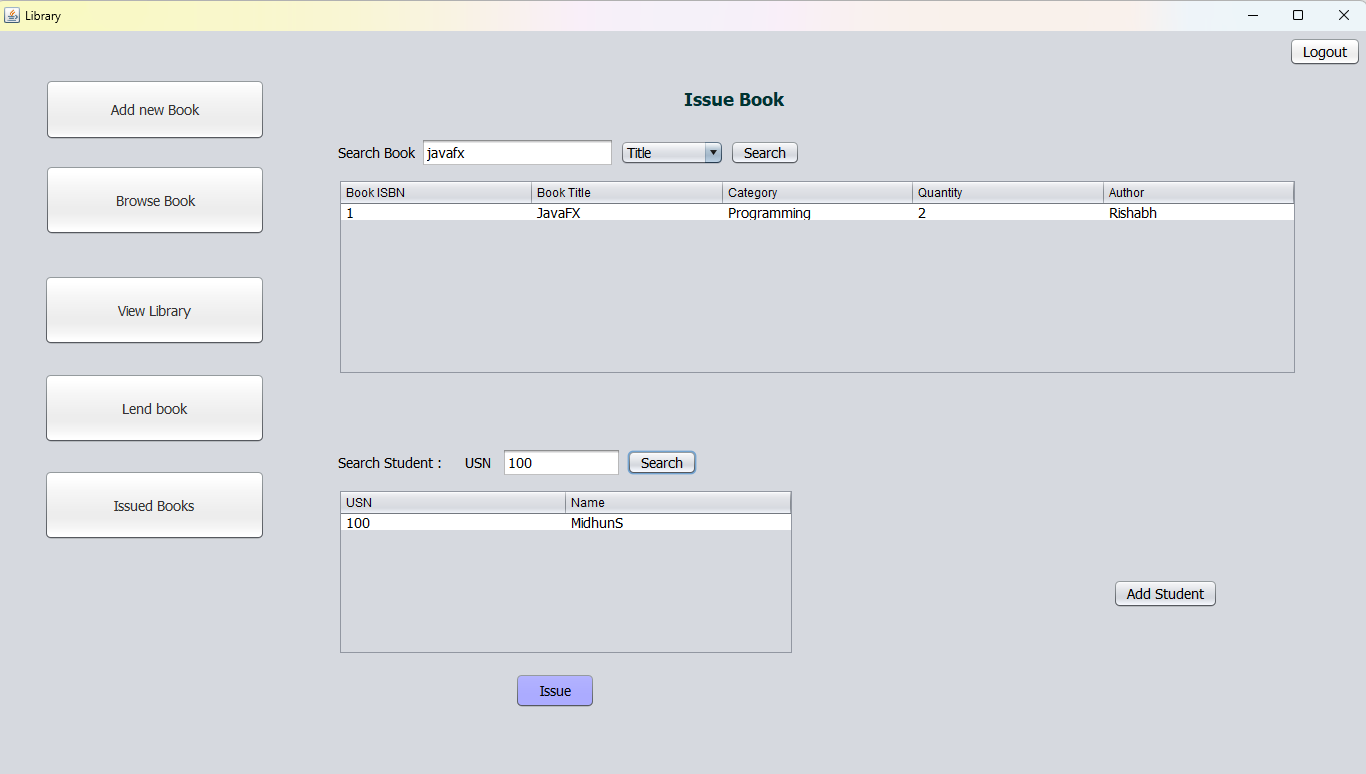 Library
Logout
Add new Book
Browse Book
View Library
Lend book
Issued Books
Issue Book
Search Book javafx Title Search
Book ISBN Book Title Category Quantity Author
1 JavaFX Programming 2 Rishabh
Search Student : USN 100 Search
USN Name
100 MidhunS
Add Student
Issue